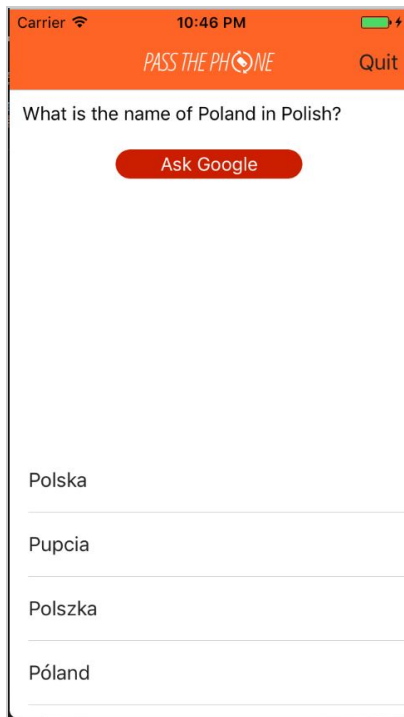 Carrier 10:46 PM
PASS THE PHONE Quit
What is the name of Poland in Polish?
Ask Google
Polska
Pupcia
Polszka
Póland